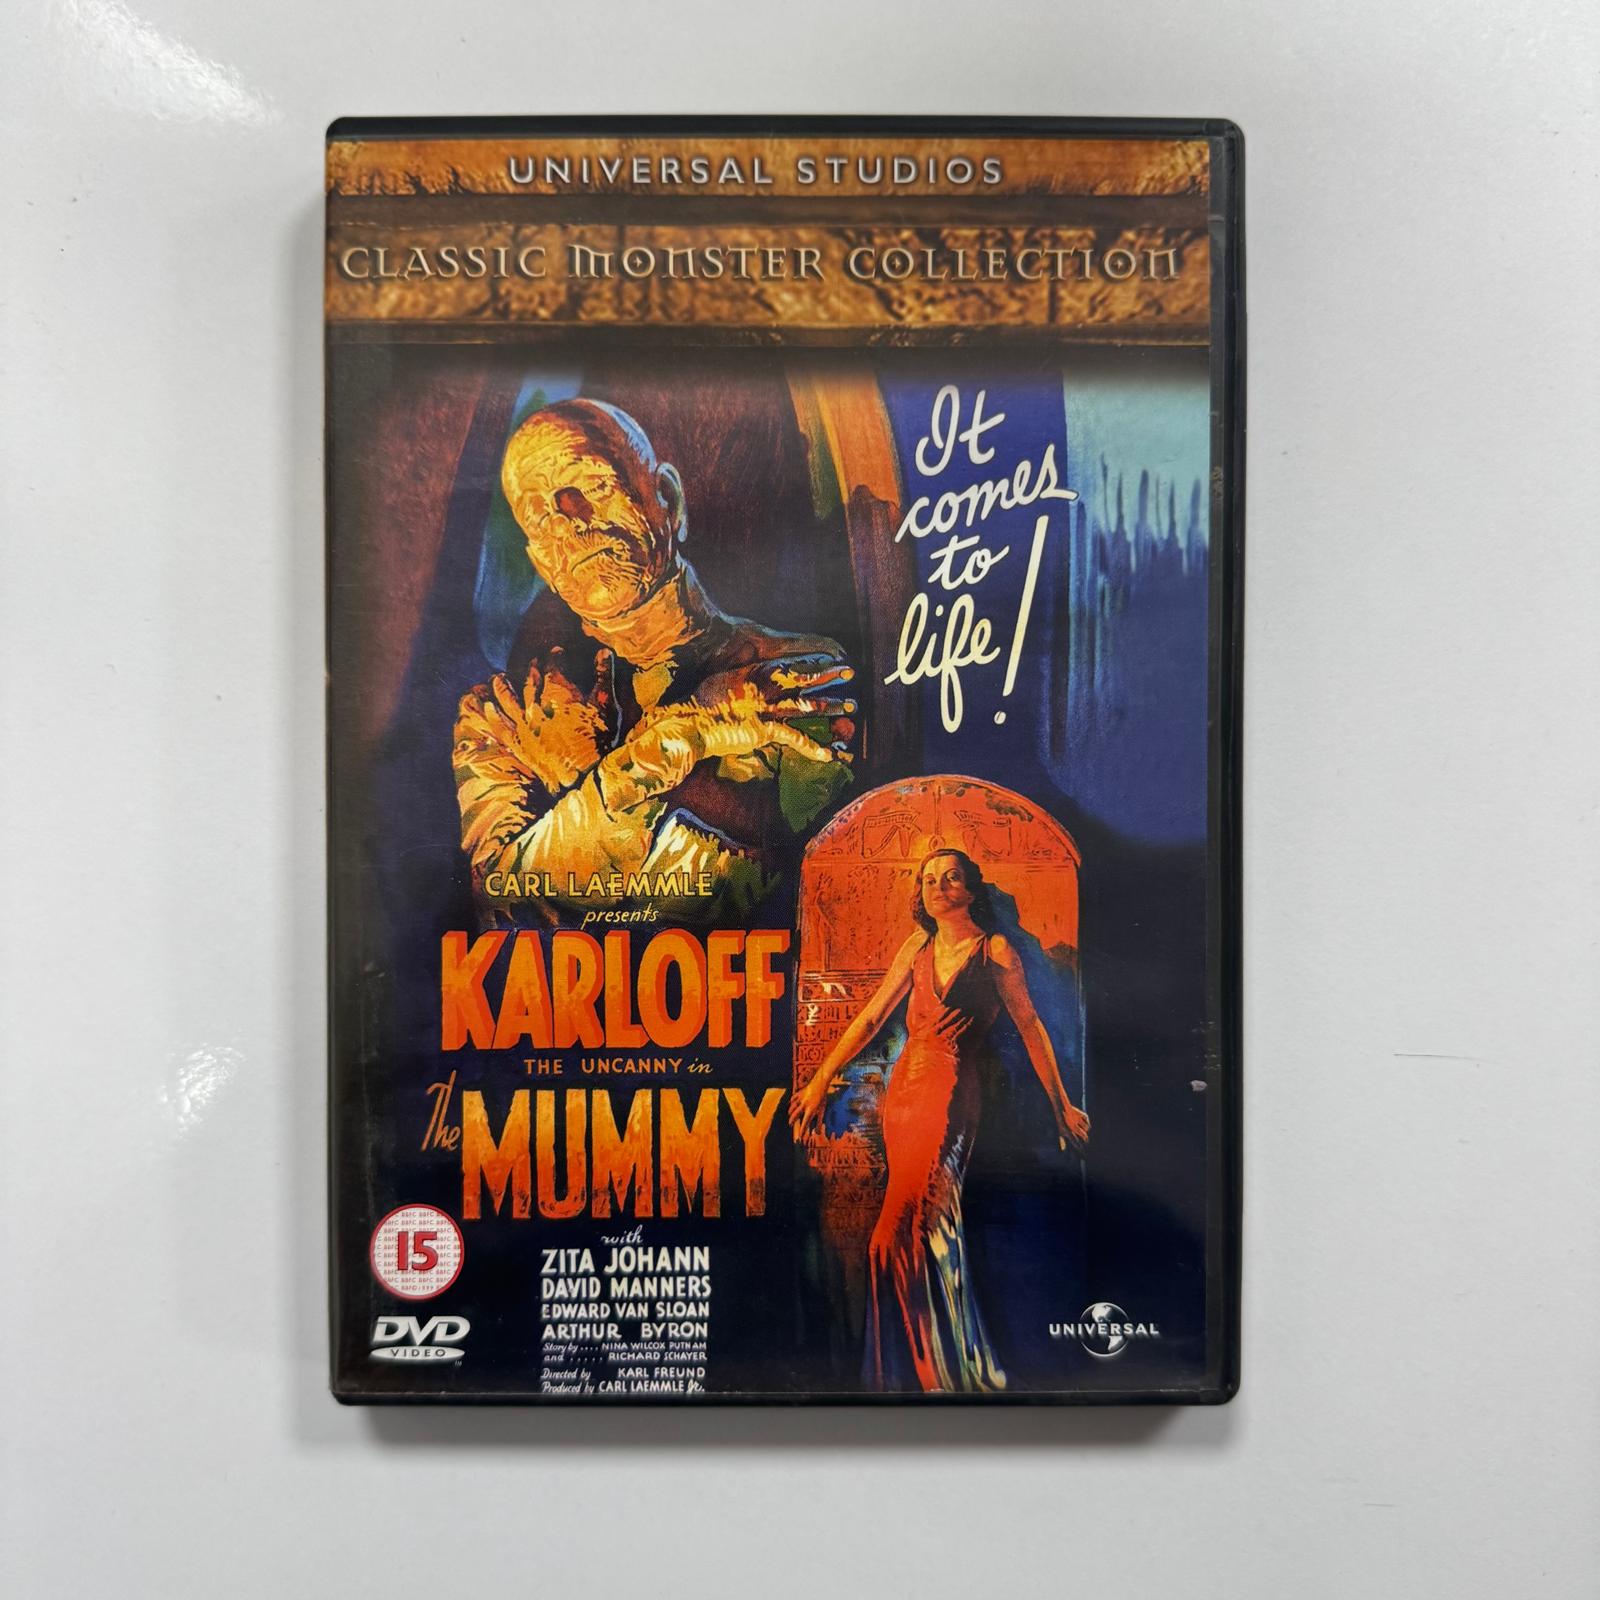 UNIVERSAL STUDIOS
CLASSIC MONSTER COLLECTION
It
comes
to
life!
CARL LAEMMLE
presents
KARLOFF
THE UNCANNY in
The MUMMY
with
ZITA JOHANN
DAVID MANNERS
EDWARD VAN SLOAN
ARTHUR BYRON
Story by.... NINA WILCOX PUTNAM
and ..... RICHARD SCHAYER
Directed by KARL FREUND
Produced by CARL LAEMMLE Jr.
15
DVD
VIDEO
UNIVERSAL